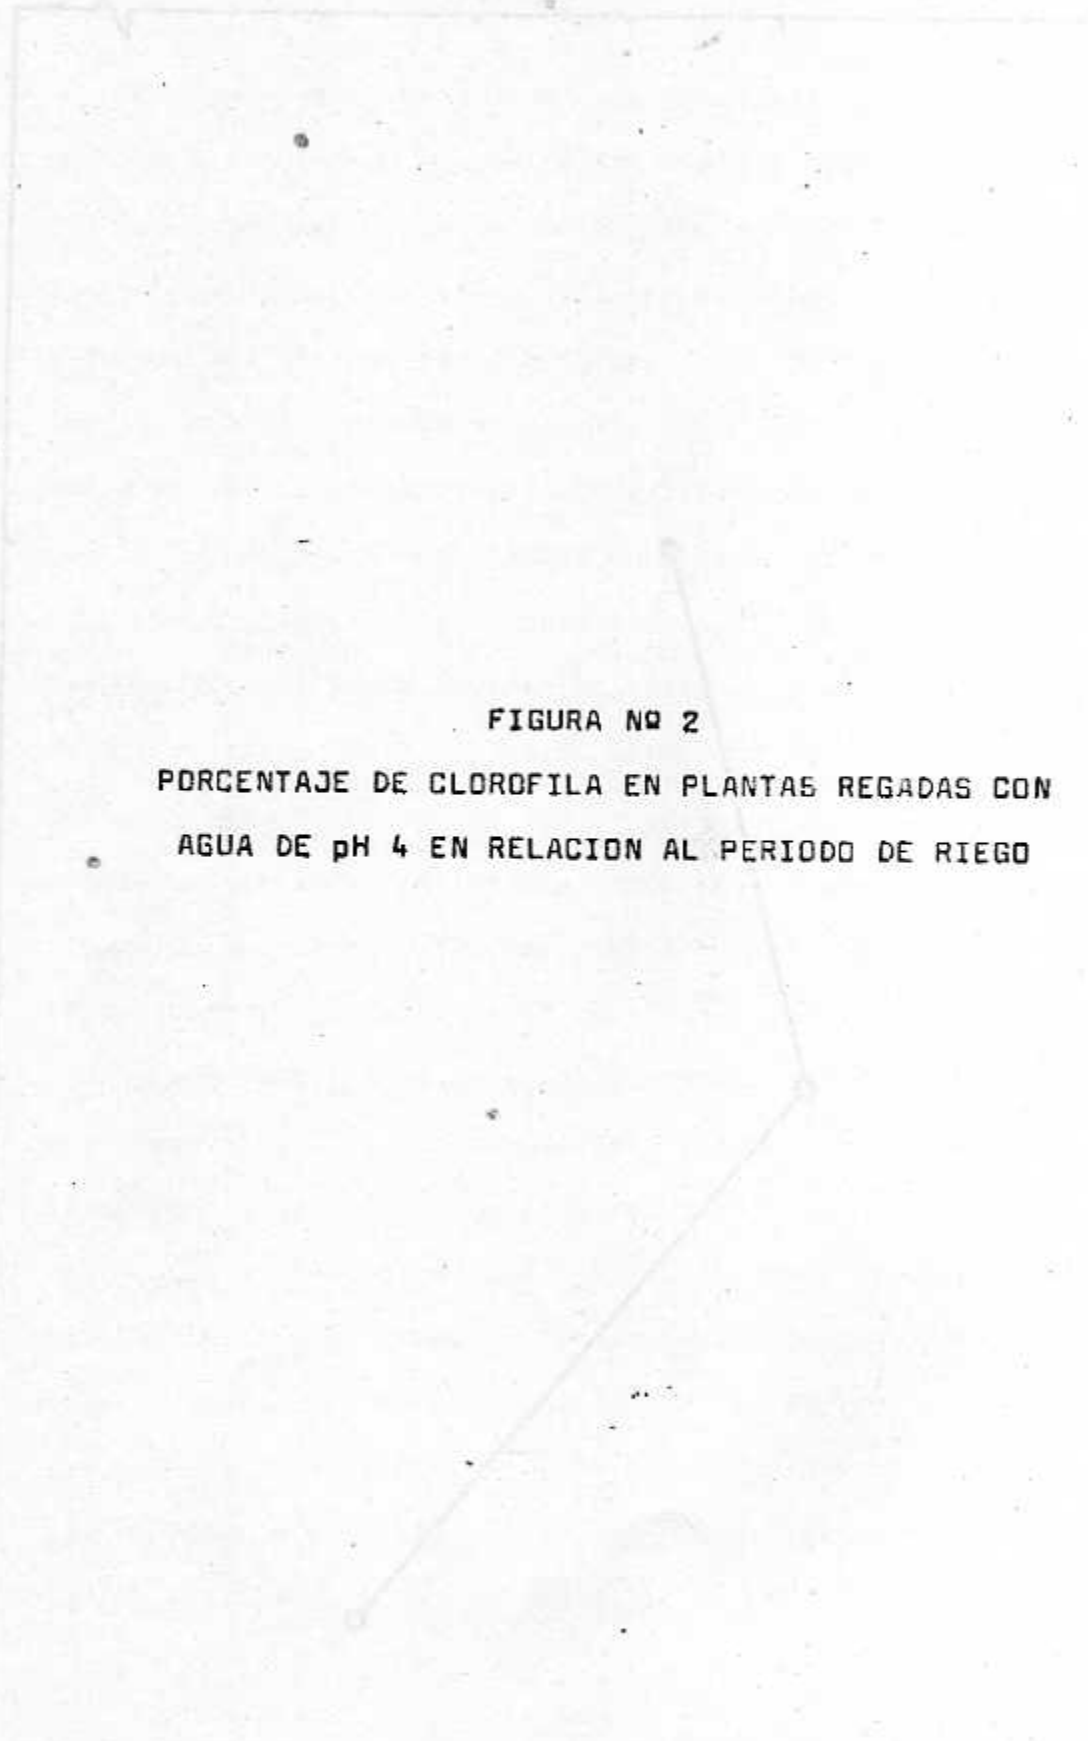 FIGURA Nº 2
PORCENTAJE DE CLOROFILA EN PLANTAS REGADAS CON
AGUA DE pH 4 EN RELACION AL PERIODO DE RIEGO